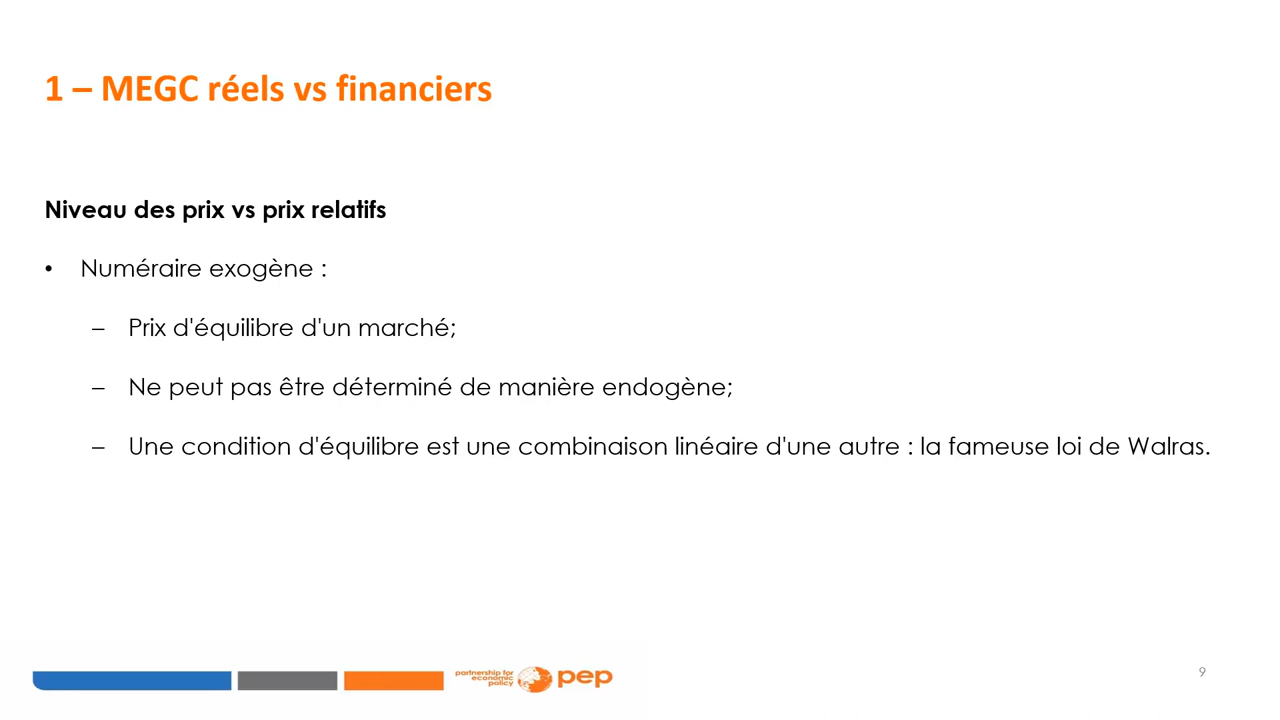 1 – MEGC réels vs financiers
Niveau des prix vs prix relatifs
• Numéraire exogène :
– Prix d'équilibre d'un marché;
– Ne peut pas être déterminé de manière endogène;
– Une condition d'équilibre est une combinaison linéaire d'une autre : la fameuse loi de Walras.
partnership for
economic
policy
pep
9